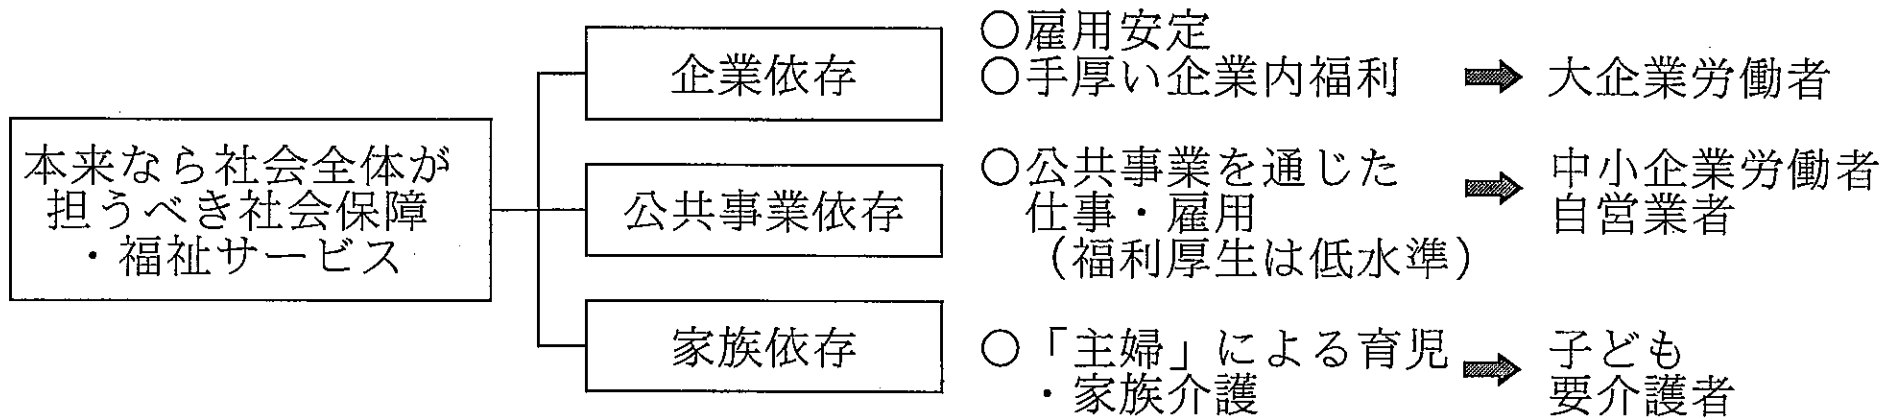 本来なら社会全体が
担うべき社会保障
・福祉サービス
企業依存
○雇用安定
○手厚い企業内福利
大企業労働者
公共事業依存
○公共事業を通じた
仕事・雇用
（福利厚生は低水準）
中小企業労働者
自営業者
家族依存
○「主婦」による育児
・家族介護
子ども
要介護者